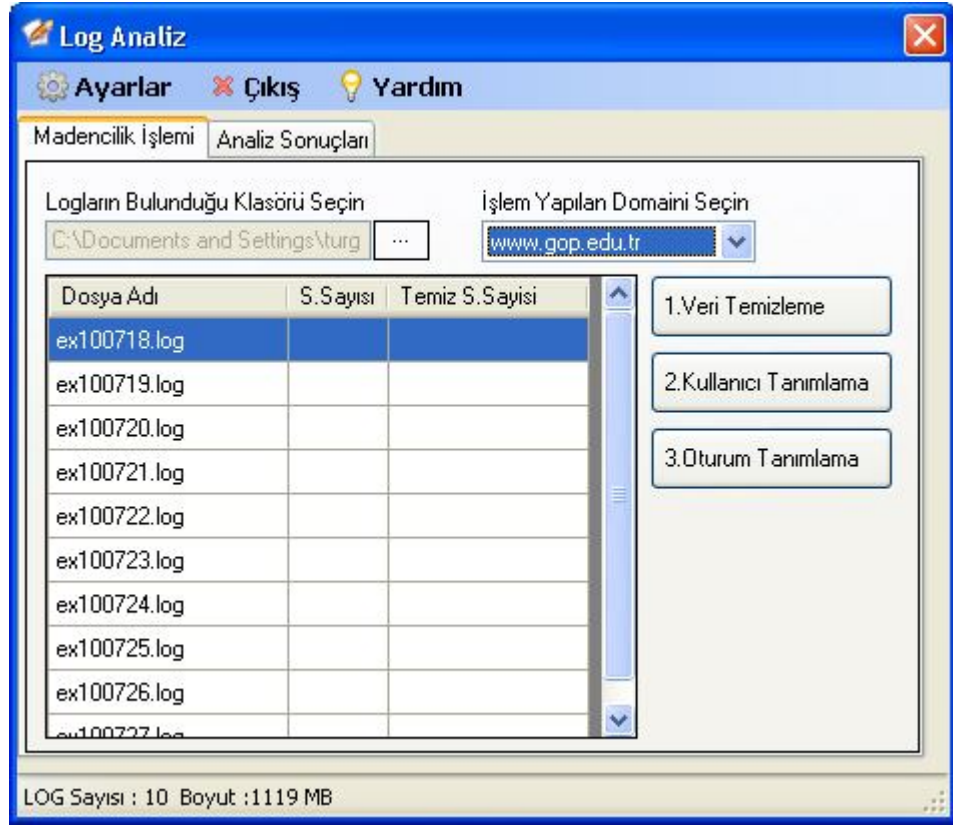 Log Analiz
Ayarlar Çıkış Yardım
Madencilik İşlemi Analiz Sonuçları
Logların Bulunduğu Klasörü Seçin İşlem Yapılan Domaini Seçin
C:\Documents and Settings\turg ... www.gop.edu.tr
Dosya Adı S.Sayısı Temiz S.Sayisi
1.Veri Temizleme
ex100718.log
ex100719.log
2.Kullanıcı Tanımlama
ex100720.log
ex100721.log
3.Oturum Tanımlama
ex100722.log
ex100723.log
ex100724.log
ex100725.log
ex100726.log
ex100727.log
LOG Sayısı : 10 Boyut :1119 MB